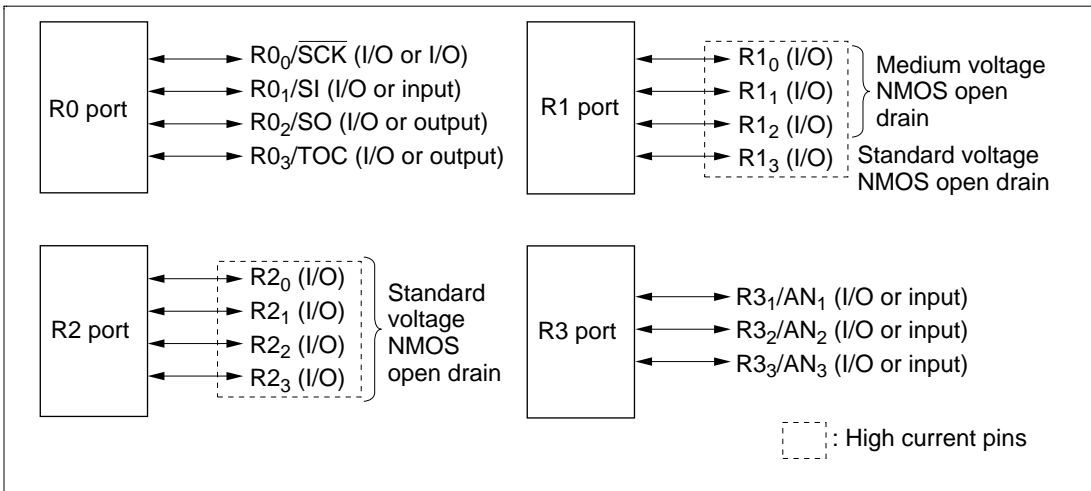 R0 port
R0₀/S̅C̅K̅ (I/O or I/O)
R0₁/SI (I/O or input)
R0₂/SO (I/O or output)
R0₃/TOC (I/O or output)
R1 port
R1₀ (I/O)
R1₁ (I/O)
R1₂ (I/O)
R1₃ (I/O)
Medium voltage
NMOS open
drain
Standard voltage
NMOS open drain
R2 port
R2₀ (I/O)
R2₁ (I/O)
R2₂ (I/O)
R2₃ (I/O)
Standard
voltage
NMOS
open drain
R3 port
R3₁/AN₁ (I/O or input)
R3₂/AN₂ (I/O or input)
R3₃/AN₃ (I/O or input)
: High current pins